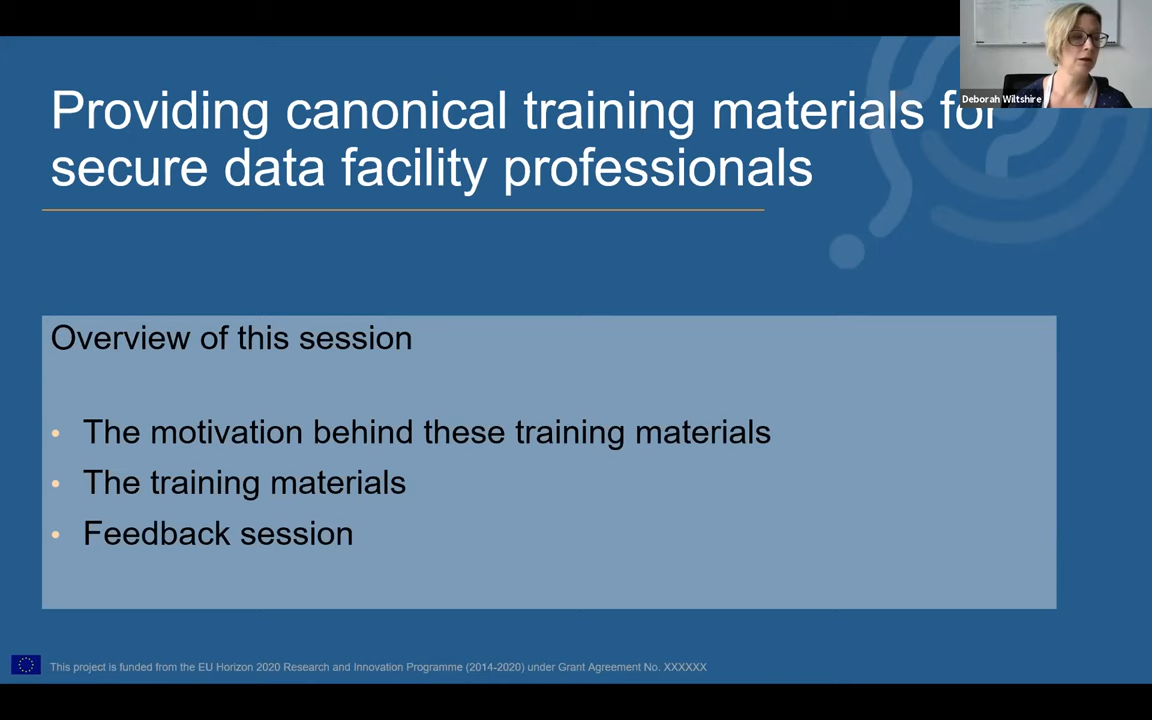 Providing canonical training materials for
secure data facility professionals
Deborah Wiltshire
Overview of this session
• The motivation behind these training materials
• The training materials
• Feedback session
This project is funded from the EU Horizon 2020 Research and Innovation Programme (2014-2020) under Grant Agreement No. XXXXXX